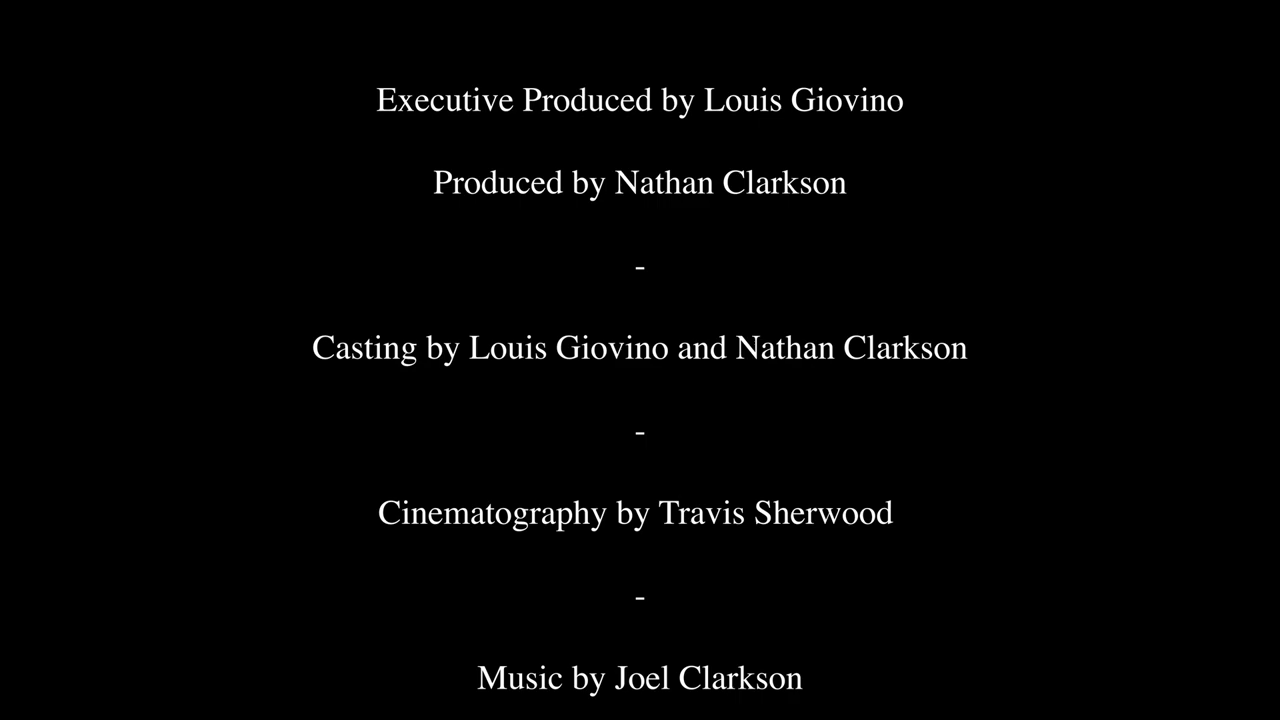 Executive Produced by Louis Giovino
Produced by Nathan Clarkson
-
Casting by Louis Giovino and Nathan Clarkson
-
Cinematography by Travis Sherwood
-
Music by Joel Clarkson